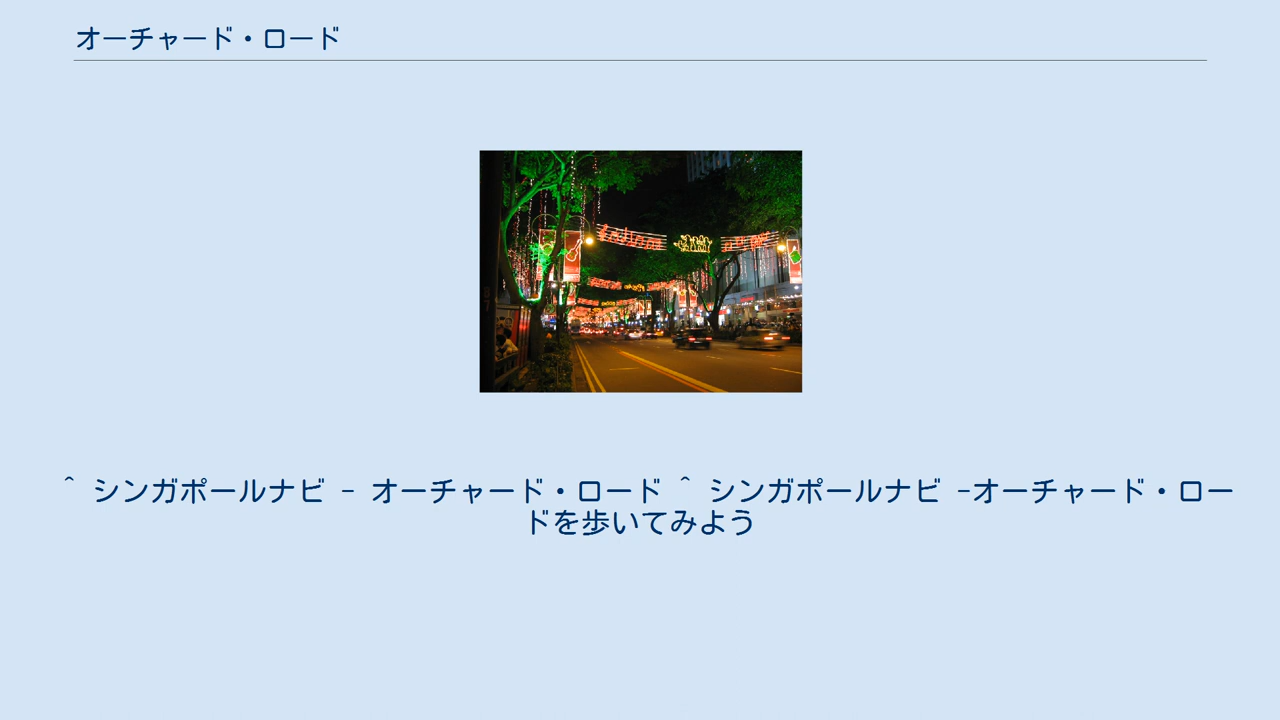 オーチャード・ロード
^ シンガポールナビ - オーチャード・ロード ^ シンガポールナビ -オーチャード・ロー
ドを歩いてみよう